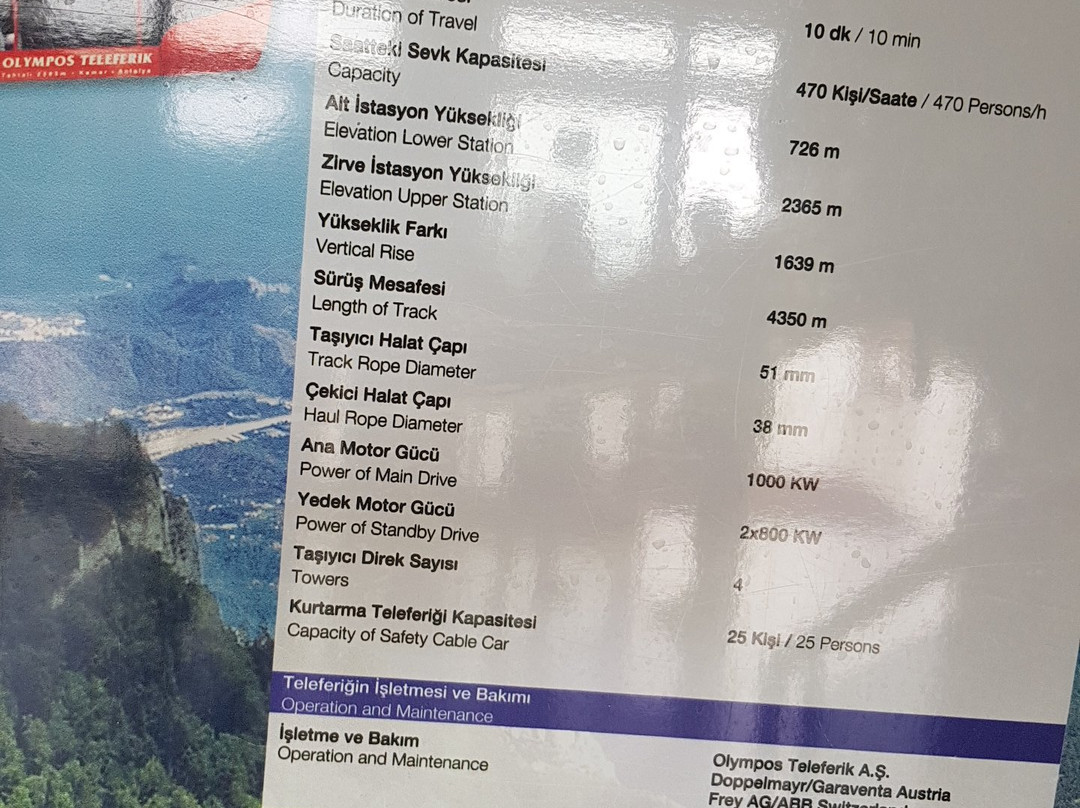 OLYMPOS TELEFERIK
Tahtalı 2365m - Kemer - Antalya
Duration of Travel
10 dk / 10 min
Saatteki Sevk Kapasitesi
Capacity
470 Kişi/Saate / 470 Persons/h
Alt İstasyon Yüksekliği
Elevation Lower Station
726 m
Zirve İstasyon Yüksekliği
Elevation Upper Station
2365 m
Yükseklik Farkı
Vertical Rise
1639 m
Sürüş Mesafesi
Length of Track
4350 m
Taşıyıcı Halat Çapı
Track Rope Diameter
51 mm
Çekici Halat Çapı
Haul Rope Diameter
38 mm
Ana Motor Gücü
Power of Main Drive
1000 KW
Yedek Motor Gücü
Power of Standby Drive
2x800 KW
Taşıyıcı Direk Sayısı
Towers
4
Kurtarma Teleferiği Kapasitesi
Capacity of Safety Cable Car
25 Kişi / 25 Persons
Teleferiğin İşletmesi ve Bakımı
Operation and Maintenance
İşletme ve Bakım
Operation and Maintenance
Olympos Teleferik A.Ş.
Doppelmayr/Garaventa Austria
Frey AG/ABB Switzerland